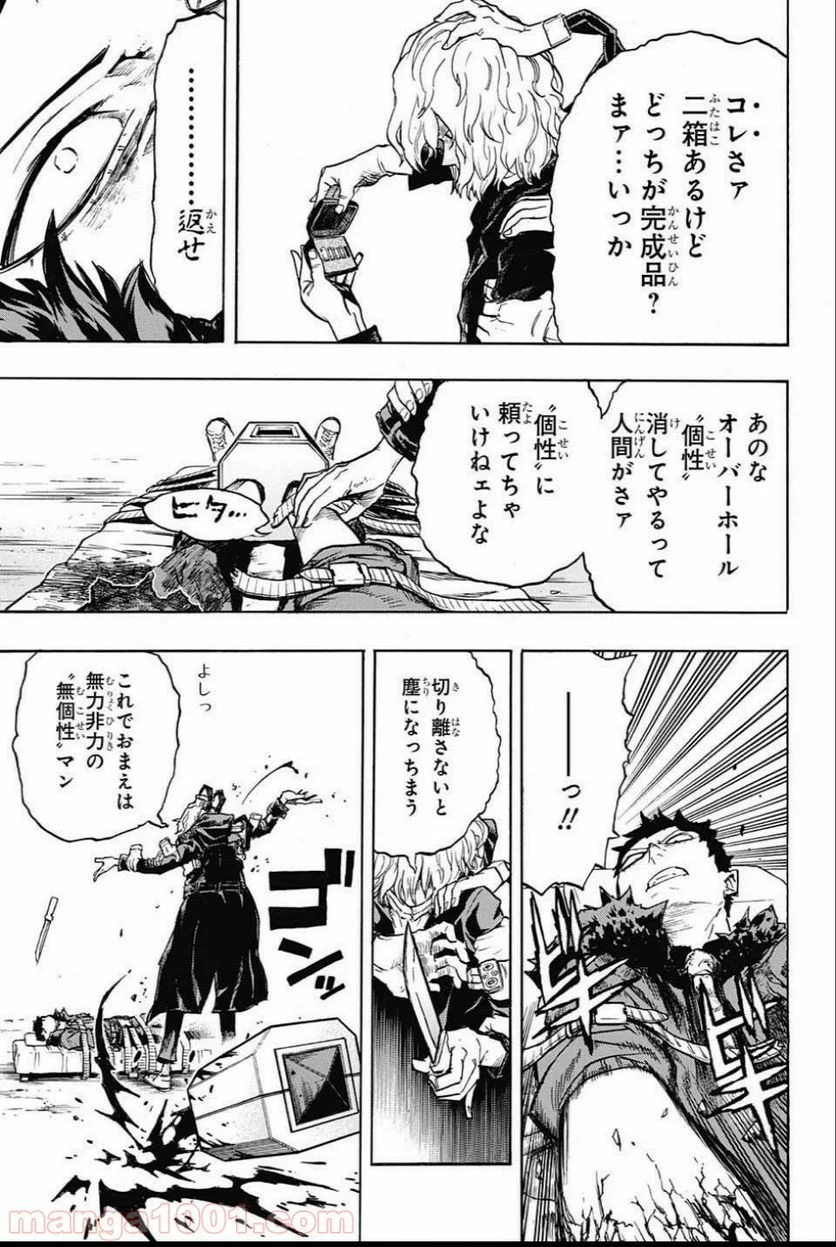 コレさァ
二箱あるけど
どっちが完成品?
まァ…いっか
…………返せ
あのな
オーバーホール
〝個性〟
消してやるって
人間がさァ
〝個性〟に
頼ってちゃ
いけねェよな
ヒタ…
――っ!!
ビキ
ビキ
切り離さないと
塵になっちまう
よしっ
これでおまえは
無力非力の
〝無個性〟マン
ゴンッ
manga1001.com